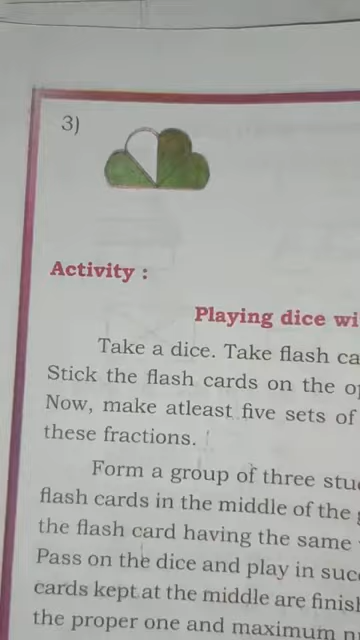 3)
Activity :
Playing dice wi
Take a dice. Take flash ca
Stick the flash cards on the o
Now, make atleast five sets of
these fractions.
Form a group of three stu
flash cards in the middle of the
the flash card having the same
Pass on the dice and play in suc
cards kept at the middle are finis
the proper one and maximum